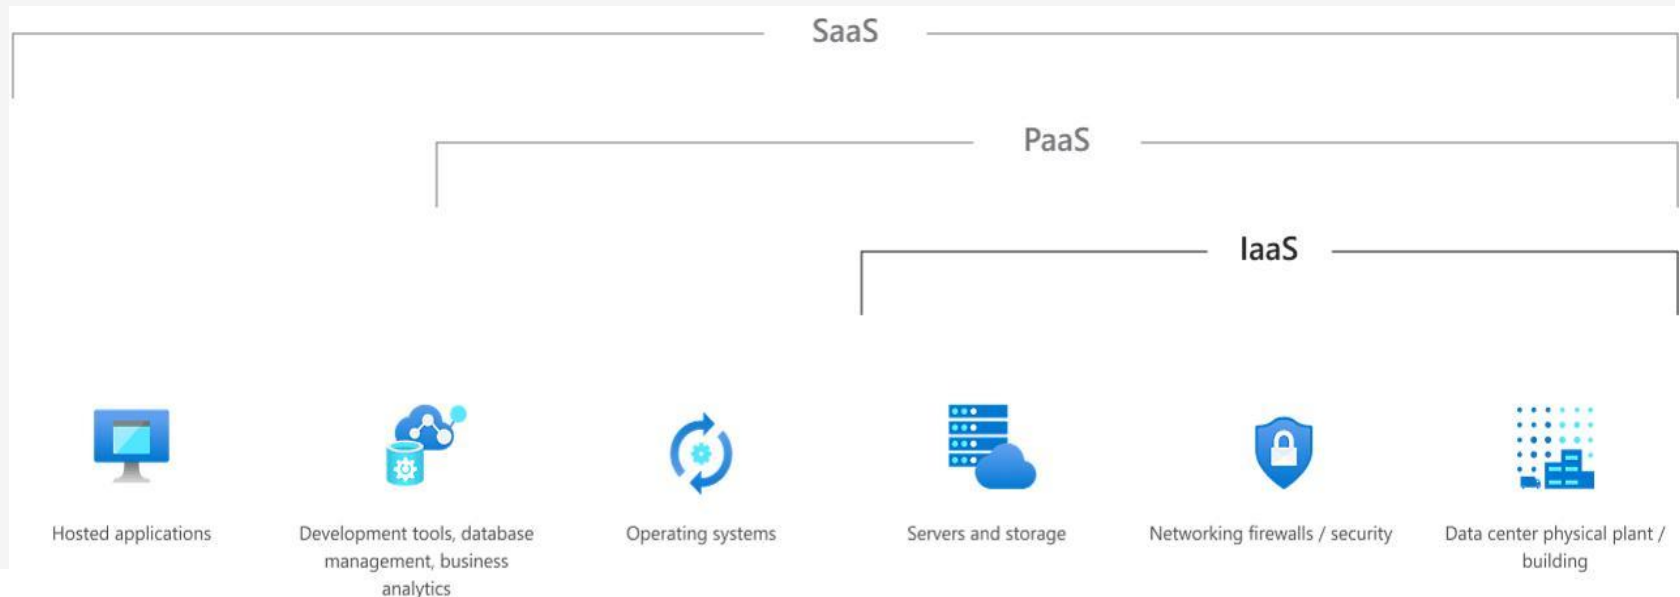 SaaS
PaaS
IaaS
Hosted applications
Development tools, database
management, business
analytics
Operating systems
Servers and storage
Networking firewalls / security
Data center physical plant /
building